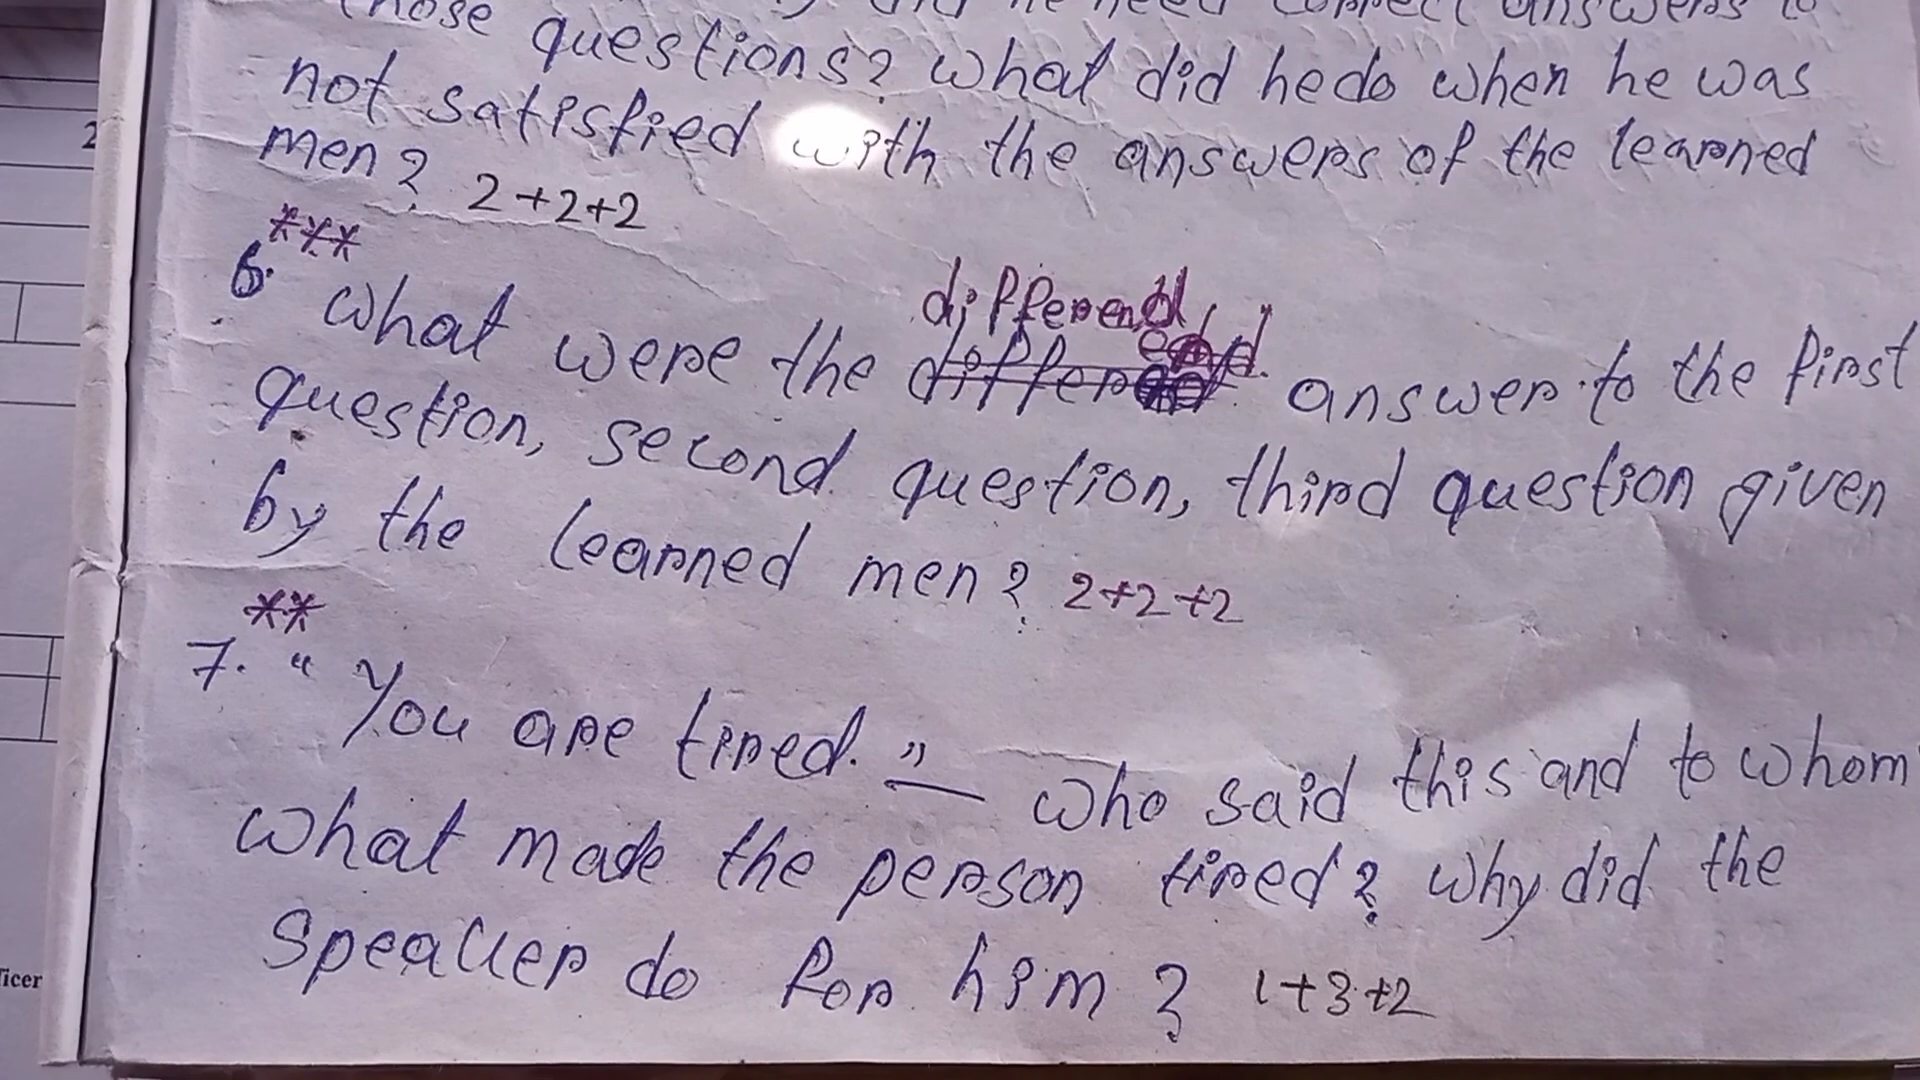 those questions? What did he do when he was
not satisfied with the answers of the learned
men? 2+2+2
***
6. What were the different answer to the first
question, second question, third question given
by the learned men? 2+2+2
**
7. "You are tired." — who said this and to whom
what made the person tired? Why did the
speaker do for him? 1+3+2
2
icer